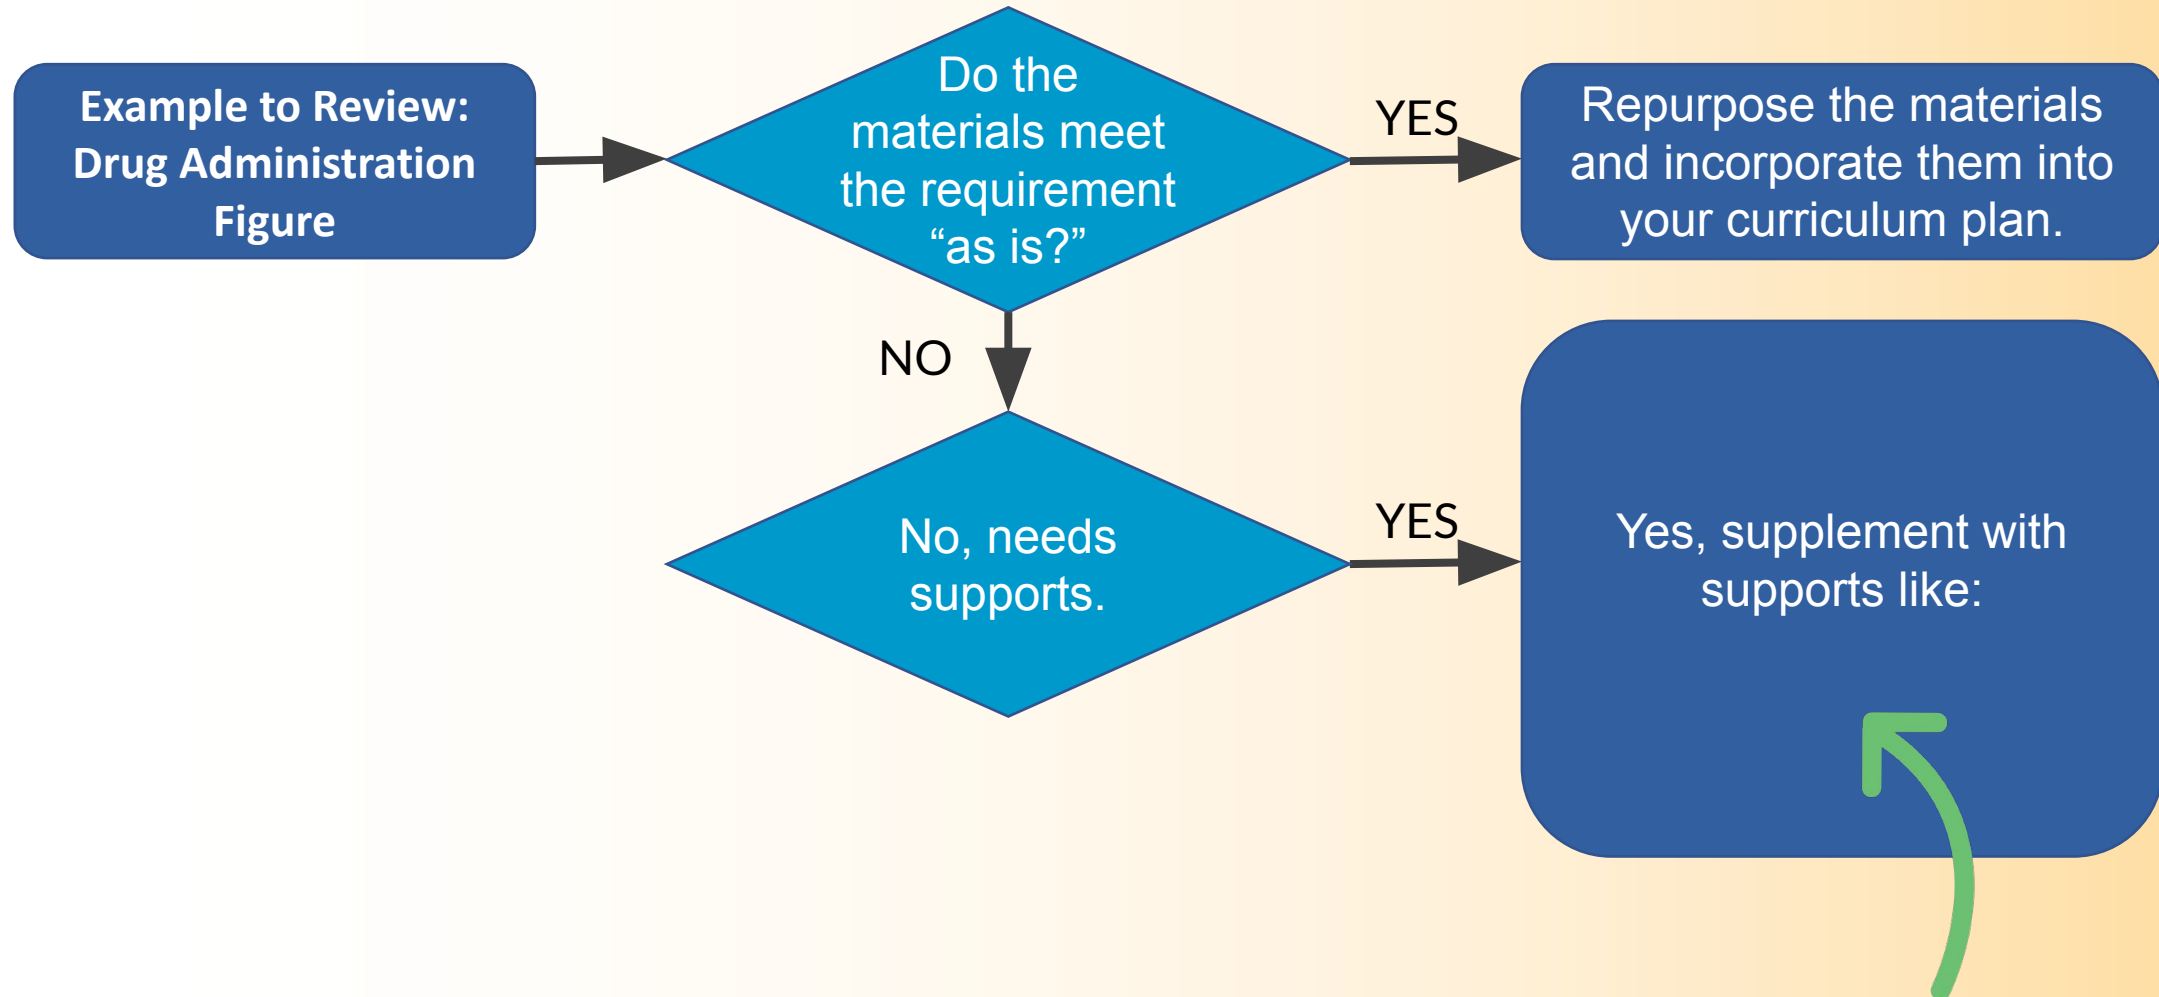 Example to Review:
Drug Administration
Figure
Do the
materials meet
the requirement
“as is?”
YES
Repurpose the materials
and incorporate them into
your curriculum plan.
NO
No, needs
supports.
YES
Yes, supplement with
supports like: